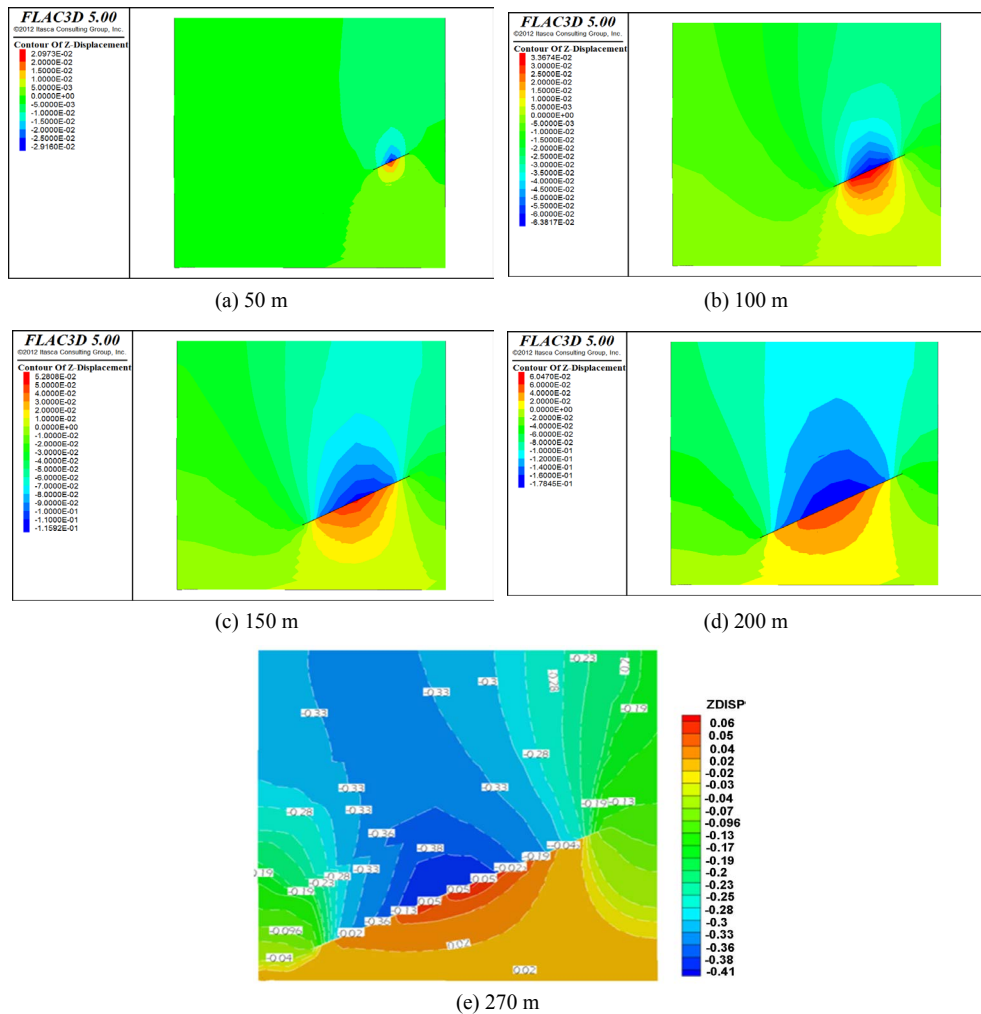 FLAC3D 5.00
©2012 Itasca Consulting Group, Inc.
Contour Of Z-Displacement
2.0973E-02
2.0000E-02
1.5000E-02
1.0000E-02
5.0000E-03
0.0000E+00
-5.0000E-03
-1.0000E-02
-1.5000E-02
-2.0000E-02
-2.5000E-02
-2.9160E-02
(a) 50 m
FLAC3D 5.00
©2012 Itasca Consulting Group, Inc.
Contour Of Z-Displacement
3.3674E-02
3.0000E-02
2.5000E-02
2.0000E-02
1.5000E-02
1.0000E-02
5.0000E-03
0.0000E+00
-5.0000E-03
-1.0000E-02
-1.5000E-02
-2.0000E-02
-2.5000E-02
-3.0000E-02
-3.5000E-02
-4.0000E-02
-4.5000E-02
-5.0000E-02
-5.5000E-02
-6.0000E-02
-6.3817E-02
(b) 100 m
FLAC3D 5.00
©2012 Itasca Consulting Group, Inc.
Contour Of Z-Displacement
5.2808E-02
5.0000E-02
4.0000E-02
3.0000E-02
2.0000E-02
1.0000E-02
0.0000E+00
-1.0000E-02
-2.0000E-02
-3.0000E-02
-4.0000E-02
-5.0000E-02
-6.0000E-02
-7.0000E-02
-8.0000E-02
-9.0000E-02
-1.0000E-01
-1.1000E-01
-1.1592E-01
(c) 150 m
FLAC3D 5.00
©2012 Itasca Consulting Group, Inc.
Contour Of Z-Displacement
6.0470E-02
6.0000E-02
4.0000E-02
2.0000E-02
0.0000E+00
-2.0000E-02
-4.0000E-02
-6.0000E-02
-8.0000E-02
-1.0000E-01
-1.2000E-01
-1.4000E-01
-1.6000E-01
-1.7845E-01
(d) 200 m
-0.23
-0.3
-0.33
-0.33
-0.19
-0.28
-0.28
-0.33
-0.33
-0.33
-0.19
-0.13
-0.36
-0.38
-0.04
-0.19
-0.33
-0.02
0.19
-0.28
-0.23
0.05
-0.19
0.05
0.05
-0.13
-0.096
-0.36
-0.02
-0.04
0.02
ZDISP
0.06
0.05
0.04
0.02
-0.02
-0.03
-0.04
-0.07
-0.096
-0.13
-0.17
-0.19
-0.23
-0.25
-0.28
-0.3
-0.33
-0.36
-0.38
-0.41
(e) 270 m